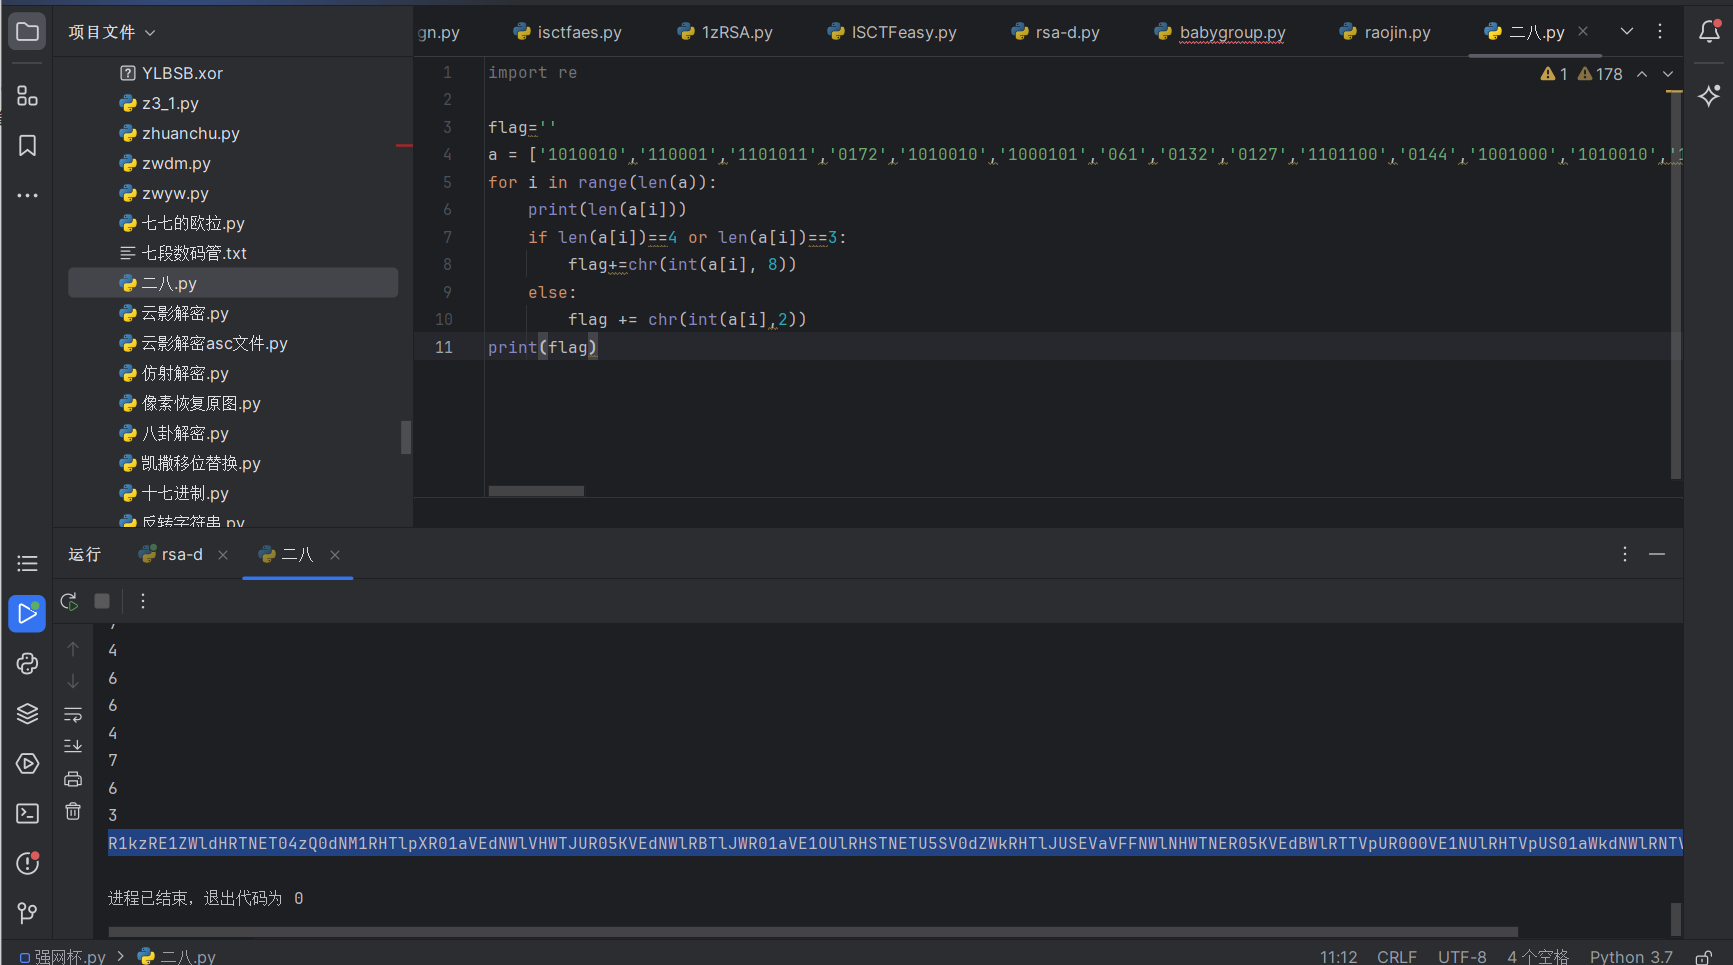 项目文件
gn.py isctfaes.py 1zRSA.py ISCTFeasy.py rsa-d.py babygroup.py raojin.py 二八.py
YLBSB.xor
z3_1.py
zhuanchu.py
zwdm.py
zwyw.py
七七的欧拉.py
七段数码管.txt
二八.py
云影解密.py
云影解密asc文件.py
仿射解密.py
像素恢复原图.py
八卦解密.py
凯撒移位替换.py
十七进制.py
反转字符串.py
1 178
1 import re
2
3 flag=''
4 a = ['1010010','110001','1101011','0172','1010010','1000101','061','0132','0127','1101100','0144','1001000','1010010','1
5 for i in range(len(a)):
6 print(len(a[i]))
7 if len(a[i])==4 or len(a[i])==3:
8 flag+=chr(int(a[i], 8))
9 else:
10 flag += chr(int(a[i],2))
11 print(flag)
运行 rsa-d 二八
4
6
6
4
7
6
3
R1kzRE1ZWldHRTNET04zQ0dNM1RHTlpXR01aVEdNWlVHWTJUR05KVEdNWlRBTlJWR01aVE1OUlRHSTNETU5SV0dZWkRHTlJUSEVaVFFNWlNHWTNER05KVEdBWlRTTVpUR000VE1NUlRHTVpUS01aWkdNWlRNTV
进程已结束，退出代码为 0
强网杯.py 二八.py
11:12 CRLF UTF-8 4 个空格 Python 3.7